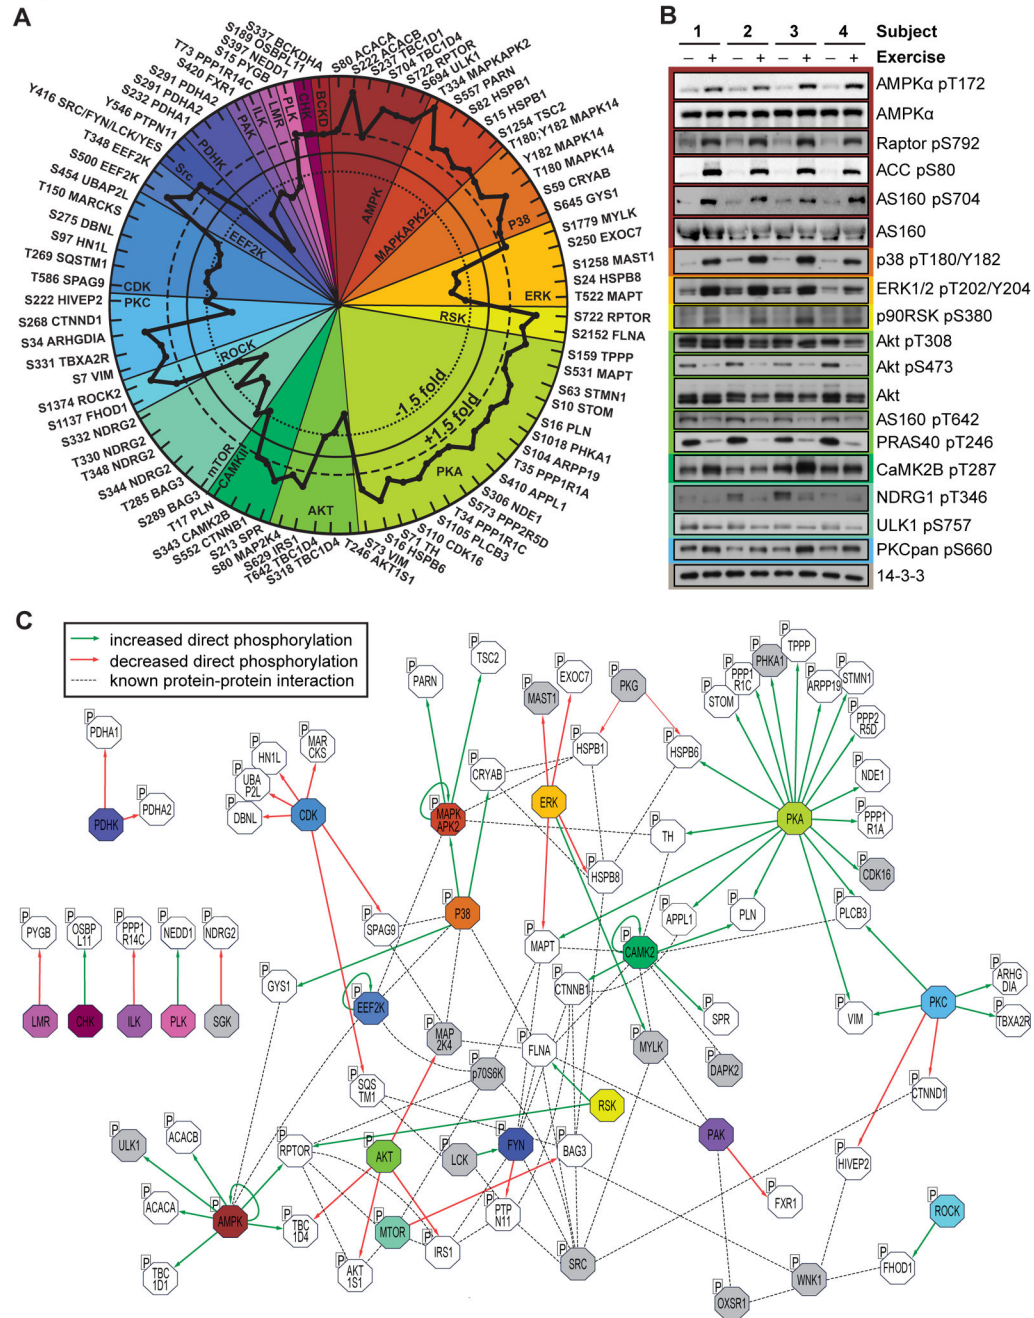 A
S337 BCKDHA
S189 OSBPL11
S397 NEDD1
S15 PYGB
T73 PPP1R14C
S420 FXR1
S291 PDHA2
S291 PDHA2
S232 PDHA1
Y546 PTPN11
Y416 SRC/FYN/LCK/YES
T348 EEF2K
S500 EEF2K
S454 UBAP2L
T150 MARCKS
S275 DBNL
S97 HN1L
T269 SQSTM1
T586 SPAG9
S222 HIVEP2
S268 CTNND1
S34 ARHGDIA
S331 TBXA2R
S7 VIM
S1374 ROCK2
S1137 FHOD1
S332 NDRG2
T330 NDRG2
T348 NDRG2
S344 NDRG2
T285 BAG3
S289 BAG3
T17 PLN
S343 CAMK2B
S552 CTNNB1
S213 SPR
S80 MAP2K4
S629 IRS1
T642 TBC1D4
S318 TBC1D4
S80 ACACA
S222 ACACB
S237 TBC1D1
S704 TBC1D4
S722 RPTOR
S694 ULK1
T334 MAPKAPK2
S557 PARN
S82 HSPB1
S15 HSPB1
S1254 TSC2
T180:Y182 MAPK14
Y182 MAPK14
T180 MAPK14
S59 CRYAB
S645 GYS1
S1779 MYLK
S250 EXOC7
S1258 MAST1
S24 HSPB8
T522 MAPT
S722 RPTOR
S2152 FLNA
S159 TPPP
S531 MAPT
S63 STMN1
S10 STOM
S16 PLN
S1018 PHKA1
S104 ARPP19
T35 PPP1R1A
S410 APPL1
S306 NDE1
S573 PPP2R5D
T34 PPP1R1C
S1105 PLCB3
S110 CDK16
S71 TH
S16 HSPB6
S73 VIM
T246 AKT1S1
BCKD
CHK
PLK
LMR
ILK
PAK
PDHK
Src
EEF2K
CDK
PKC
ROCK
mTOR
CAMKII
AKT
PKA
RSK
ERK
P38
MAPKAPK2
AMPK
-1.5 fold
+1.5 fold
B
1 2 3 4 Subject
– + – + – + – + Exercise
AMPKα pT172
AMPKα
Raptor pS792
ACC pS80
AS160 pS704
AS160
p38 pT180/Y182
ERK1/2 pT202/Y204
p90RSK pS380
Akt pT308
Akt pS473
Akt
AS160 pT642
PRAS40 pT246
CaMK2B pT287
NDRG1 pT346
ULK1 pS757
PKCpan pS660
14-3-3
C
increased direct phosphorylation
decreased direct phosphorylation
known protein-protein interaction
P PDHA1
PDHK
P PDHA2
P HN1L
P MAR
CKS
P UBA
P2L
P DBNL
CDK
P PARN
P TSC2
P MAST1
P EXOC7
P PKG
P HSPB1
P HSPB6
P CRYAB
P MAPK
APK2
ERK
P TH
P HSPB8
P STOM
P PPP1
R1C
P PHKA1
P TPPP
P ARPP19
P STMN1
P PPP2
R5D
P NDE1
P PPP1
R1A
PKA
P CDK16
P PLCB3
P PLN
P APPL1
P PYGB
P OSBP
L11
P PPP1
R14C
P NEDD1
P NDRG2
LMR
CHK
ILK
PLK
SGK
P SPAG9
P P38
P MAPT
P CAMK2
P CTNNB1
P GYS1
P EEF2K
P MAP
2K4
P FLNA
P MYLK
P SPR
P DAPK2
P VIM
PKC
P ARHG
DIA
P TBXA2R
P CTNND1
P SQS
TM1
P p70S6K
RSK
PAK
P ULK1
P ACACB
P RPTOR
AKT
P LCK
P FYN
P BAG3
P HIVEP2
P FXR1
P ACACA
P AMPK
P TBC
1D4
MTOR
P IRS1
P PTP
N11
P SRC
P TBC
1D1
P AKT
1S1
P OXSR1
P WNK1
P FHOD1
ROCK